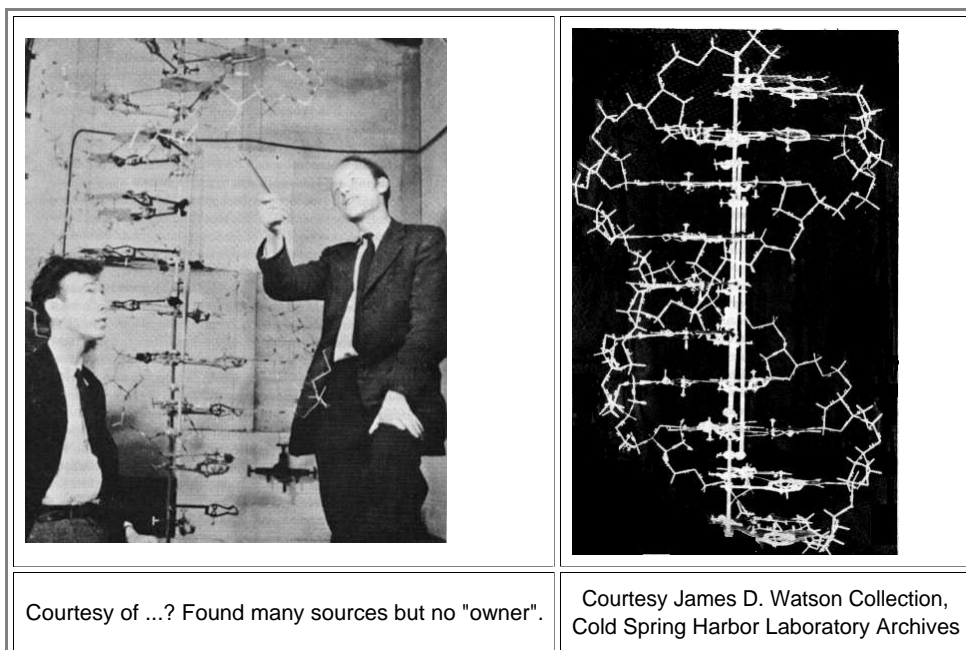 Courtesy of ...? Found many sources but no "owner".
Courtesy James D. Watson Collection,
Cold Spring Harbor Laboratory Archives